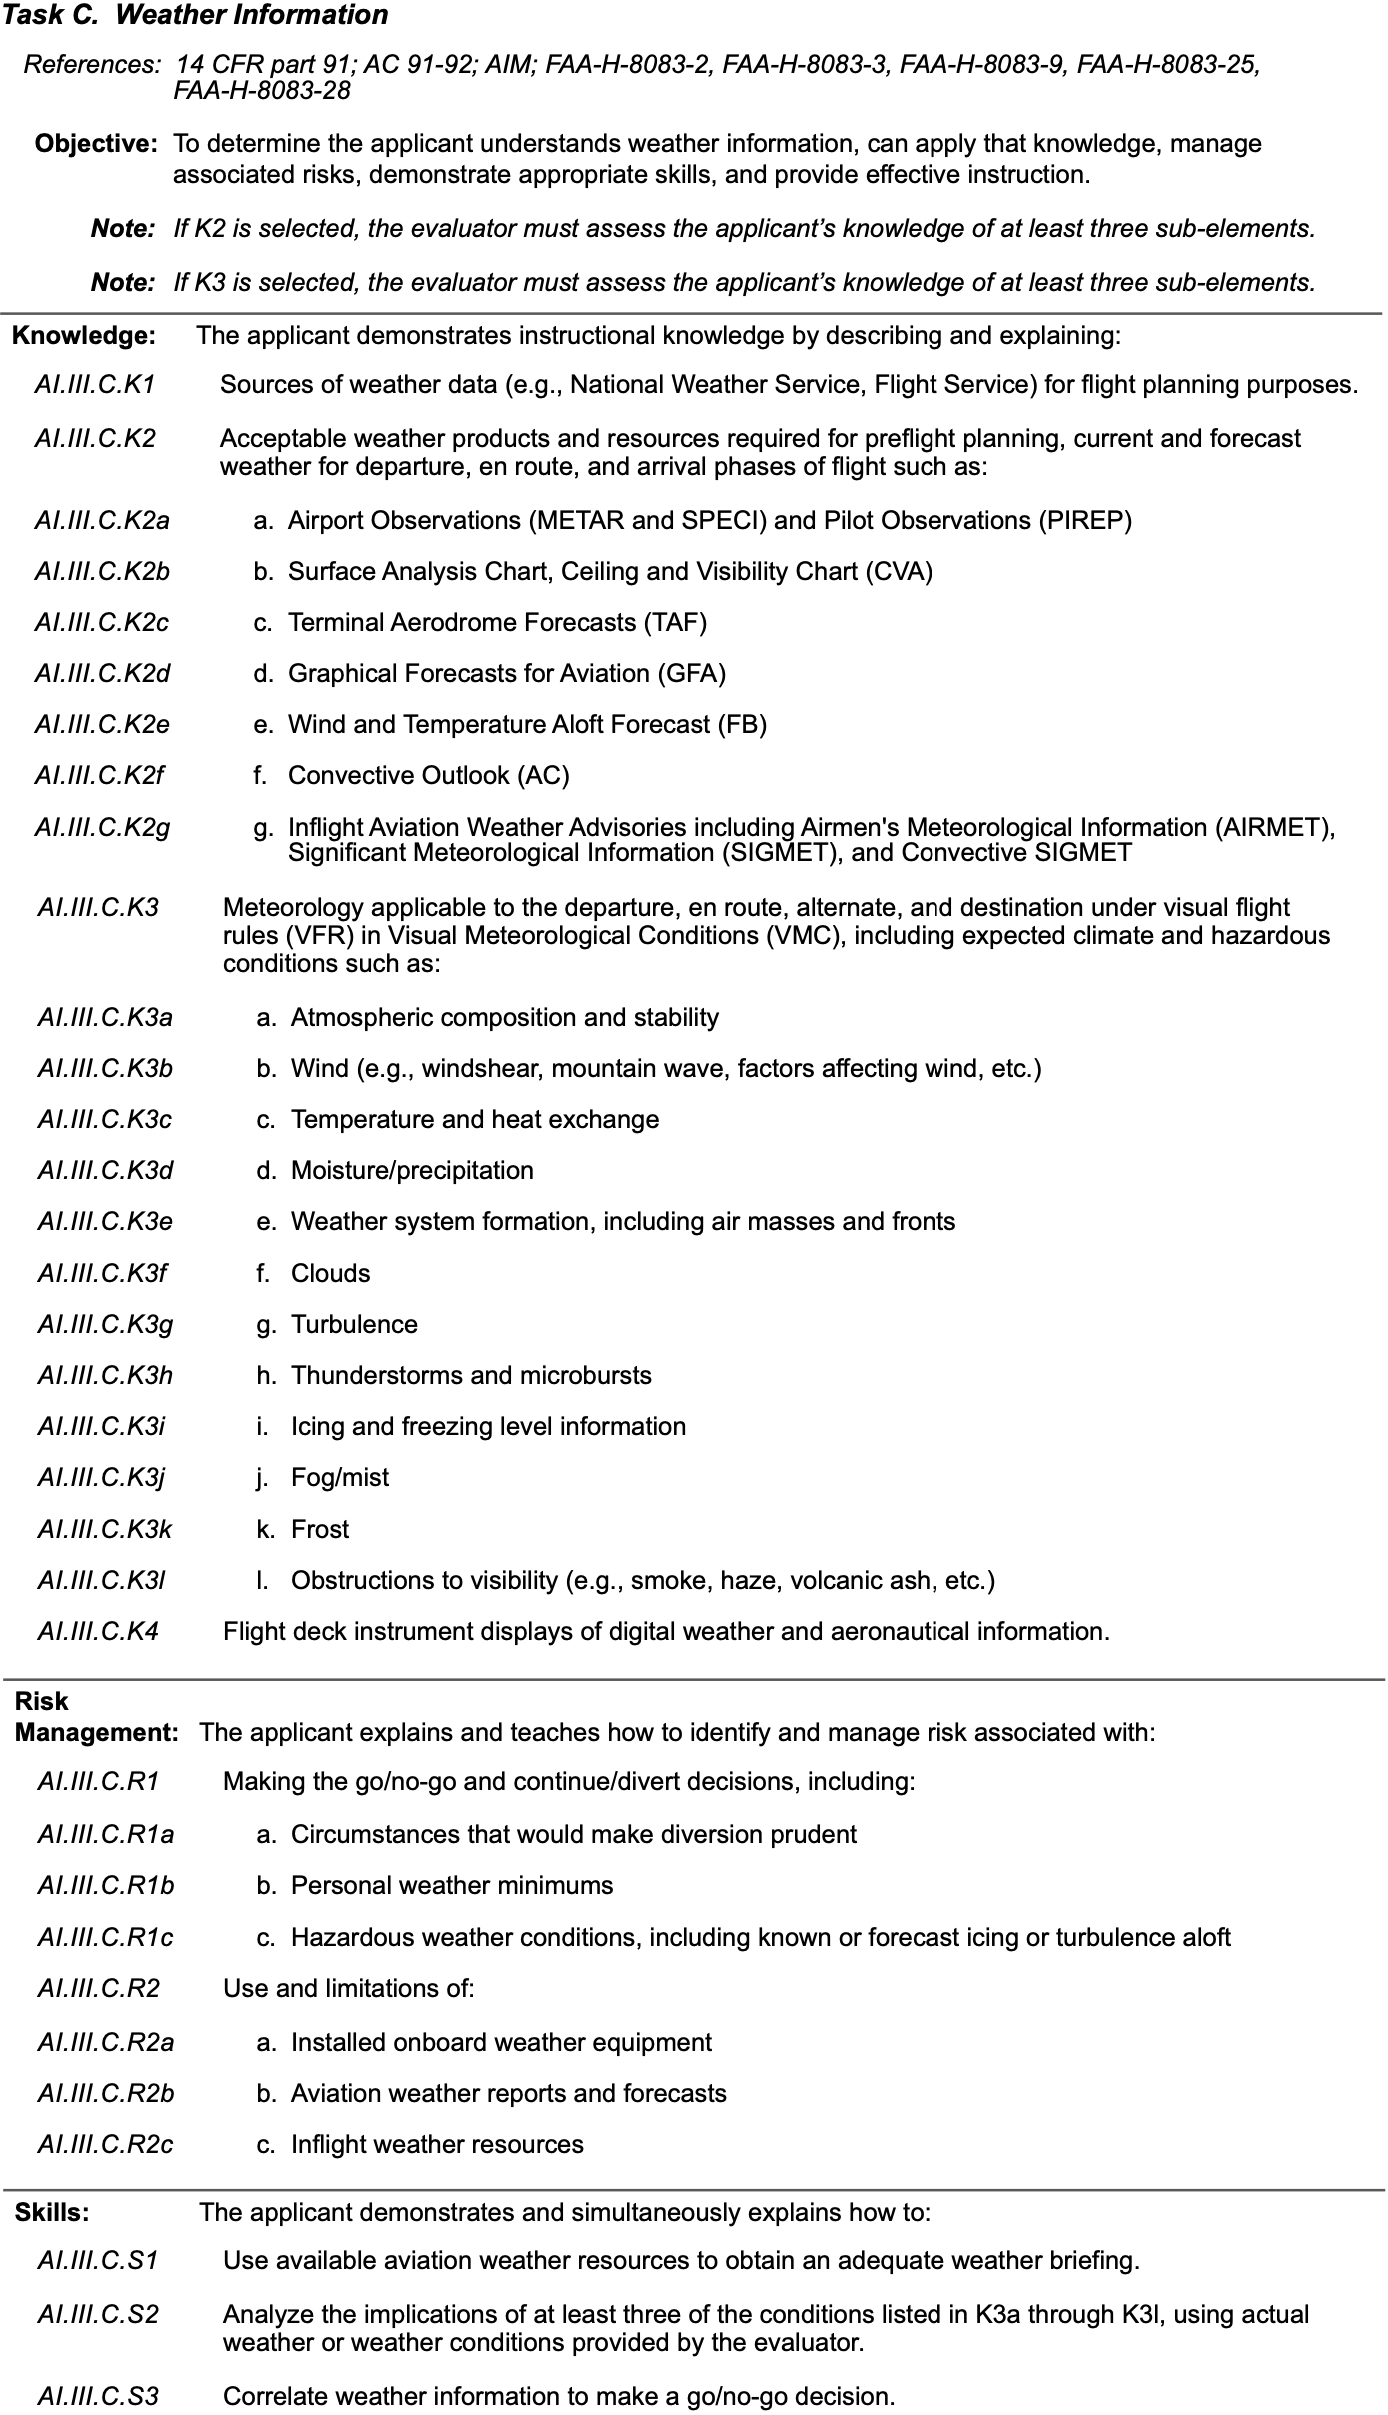 Task C. Weather Information
References: 14 CFR part 91; AC 91-92; AIM; FAA-H-8083-2, FAA-H-8083-3, FAA-H-8083-9, FAA-H-8083-25,
FAA-H-8083-28
Objective: To determine the applicant understands weather information, can apply that knowledge, manage
associated risks, demonstrate appropriate skills, and provide effective instruction.
Note: If K2 is selected, the evaluator must assess the applicant’s knowledge of at least three sub-elements.
Note: If K3 is selected, the evaluator must assess the applicant’s knowledge of at least three sub-elements.
Knowledge: The applicant demonstrates instructional knowledge by describing and explaining:
AI.III.C.K1 Sources of weather data (e.g., National Weather Service, Flight Service) for flight planning purposes.
AI.III.C.K2 Acceptable weather products and resources required for preflight planning, current and forecast
weather for departure, en route, and arrival phases of flight such as:
AI.III.C.K2a a. Airport Observations (METAR and SPECI) and Pilot Observations (PIREP)
AI.III.C.K2b b. Surface Analysis Chart, Ceiling and Visibility Chart (CVA)
AI.III.C.K2c c. Terminal Aerodrome Forecasts (TAF)
AI.III.C.K2d d. Graphical Forecasts for Aviation (GFA)
AI.III.C.K2e e. Wind and Temperature Aloft Forecast (FB)
AI.III.C.K2f f. Convective Outlook (AC)
AI.III.C.K2g g. Inflight Aviation Weather Advisories including Airmen's Meteorological Information (AIRMET),
Significant Meteorological Information (SIGMET), and Convective SIGMET
AI.III.C.K3 Meteorology applicable to the departure, en route, alternate, and destination under visual flight
rules (VFR) in Visual Meteorological Conditions (VMC), including expected climate and hazardous
conditions such as:
AI.III.C.K3a a. Atmospheric composition and stability
AI.III.C.K3b b. Wind (e.g., windshear, mountain wave, factors affecting wind, etc.)
AI.III.C.K3c c. Temperature and heat exchange
AI.III.C.K3d d. Moisture/precipitation
AI.III.C.K3e e. Weather system formation, including air masses and fronts
AI.III.C.K3f f. Clouds
AI.III.C.K3g g. Turbulence
AI.III.C.K3h h. Thunderstorms and microbursts
AI.III.C.K3i i. Icing and freezing level information
AI.III.C.K3j j. Fog/mist
AI.III.C.K3k k. Frost
AI.III.C.K3l l. Obstructions to visibility (e.g., smoke, haze, volcanic ash, etc.)
AI.III.C.K4 Flight deck instrument displays of digital weather and aeronautical information.
Risk
Management: The applicant explains and teaches how to identify and manage risk associated with:
AI.III.C.R1 Making the go/no-go and continue/divert decisions, including:
AI.III.C.R1a a. Circumstances that would make diversion prudent
AI.III.C.R1b b. Personal weather minimums
AI.III.C.R1c c. Hazardous weather conditions, including known or forecast icing or turbulence aloft
AI.III.C.R2 Use and limitations of:
AI.III.C.R2a a. Installed onboard weather equipment
AI.III.C.R2b b. Aviation weather reports and forecasts
AI.III.C.R2c c. Inflight weather resources
Skills: The applicant demonstrates and simultaneously explains how to:
AI.III.C.S1 Use available aviation weather resources to obtain an adequate weather briefing.
AI.III.C.S2 Analyze the implications of at least three of the conditions listed in K3a through K3l, using actual
weather or weather conditions provided by the evaluator.
AI.III.C.S3 Correlate weather information to make a go/no-go decision.